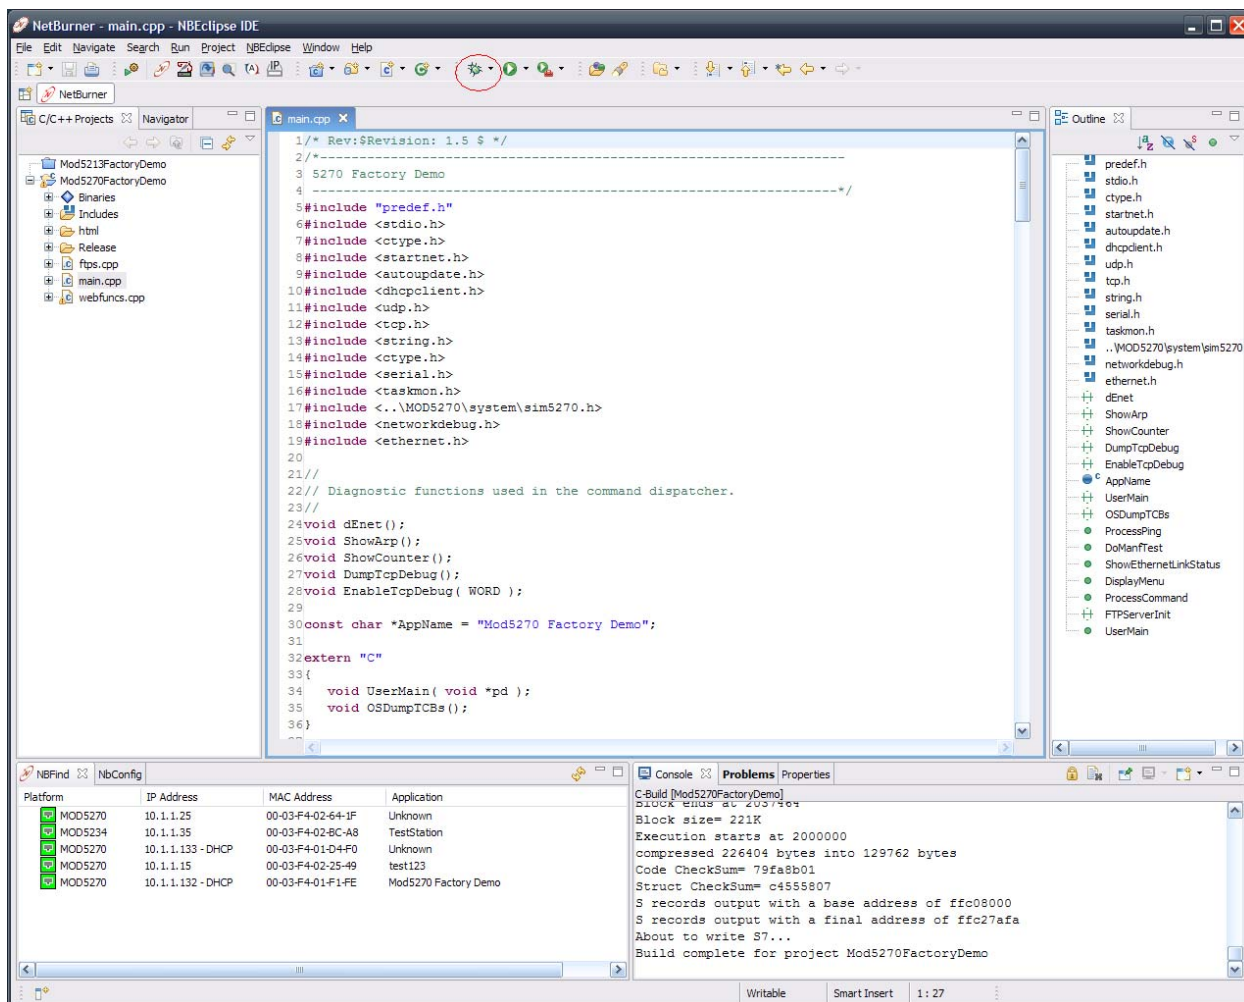 NetBurner - main.cpp - NBEclipse IDE
File Edit Navigate Search Run Project NBEclipse Window Help
NetBurner
C/C++ Projects Navigator
Mod5213FactoryDemo
Mod5270FactoryDemo
Binaries
Includes
html
Release
ftps.cpp
main.cpp
webfuncs.cpp
main.cpp
1/* Rev:$Revision: 1.5 $ */
2/*--------------------------------------------------------------------
3 5270 Factory Demo
4 --------------------------------------------------------------------*/
5#include "predef.h"
6#include <stdio.h>
7#include <ctype.h>
8#include <startnet.h>
9#include <autoupdate.h>
10#include <dhcpclient.h>
11#include <udp.h>
12#include <tcp.h>
13#include <string.h>
14#include <ctype.h>
15#include <serial.h>
16#include <taskmon.h>
17#include <..\MOD5270\system\sim5270.h>
18#include <networkdebug.h>
19#include <ethernet.h>
20
21//
22// Diagnostic functions used in the command dispatcher.
23//
24void dEnet();
25void ShowArp();
26void ShowCounter();
27void DumpTcpDebug();
28void EnableTcpDebug( WORD );
29
30const char *AppName = "Mod5270 Factory Demo";
31
32extern "C"
33{
34 void UserMain( void *pd );
35 void OSDumpTCBs();
36}
Outline
predef.h
stdio.h
ctype.h
startnet.h
autoupdate.h
dhcpclient.h
udp.h
tcp.h
string.h
serial.h
taskmon.h
..\MOD5270\system\sim5270
networkdebug.h
ethernet.h
dEnet
ShowArp
ShowCounter
DumpTcpDebug
EnableTcpDebug
AppName
UserMain
OSDumpTCBs
ProcessPing
DoManfTest
ShowEthernetLinkStatus
DisplayMenu
ProcessCommand
FTPServerInit
UserMain
NBFind NbConfig
Platform IP Address MAC Address Application
MOD5270 10.1.1.25 00-03-F4-02-64-1F Unknown
MOD5234 10.1.1.35 00-03-F4-02-BC-A8 TestStation
MOD5270 10.1.1.133 - DHCP 00-03-F4-01-D4-F0 Unknown
MOD5270 10.1.1.15 00-03-F4-02-25-49 test123
MOD5270 10.1.1.132 - DHCP 00-03-F4-01-F1-FE Mod5270 Factory Demo
Console Problems Properties
C-Build [Mod5270FactoryDemo]
Block ends at 2037464
Block size= 221K
Execution starts at 2000000
compressed 226404 bytes into 129762 bytes
Code CheckSum= 79fa8b01
Struct CheckSum= c4555807
S records output with a base address of ffc08000
S records output with a final address of ffc27afa
About to write S7...
Build complete for project Mod5270FactoryDemo
Writable Smart Insert 1 : 27